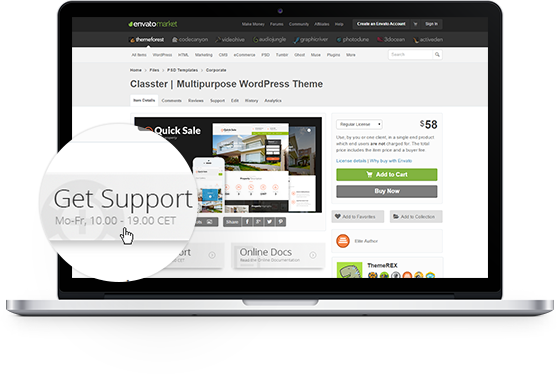 envatomarket
Make Money Forums Community Affiliates Help Create an Envato Account Sign In
themeforest codecanyon videohive audiojungle graphicriver photodune 3docean activeden
All Items WordPress HTML Marketing CMS eCommerce PSD Tumblr Ghost Muse Plugins More Search
Home > Files > PSD Templates > Corporate
Classter | Multipurpose WordPress Theme
Item Details Comments Reviews Support Edit History Analytics
Quick Sale
Regular License $58
Use, by you or one client, in a single end product
which end users are not charged for. The total
price includes the item price and a buyer fee
License details | Why buy with Envato
Add to Cart
Buy Now
Share
Add to Favorites Add to Collection
Elite Author
Get Support
Mo-Fr, 10.00 - 19.00 CET
port
Online Docs
Read Live Online Documentation
ThemeREX